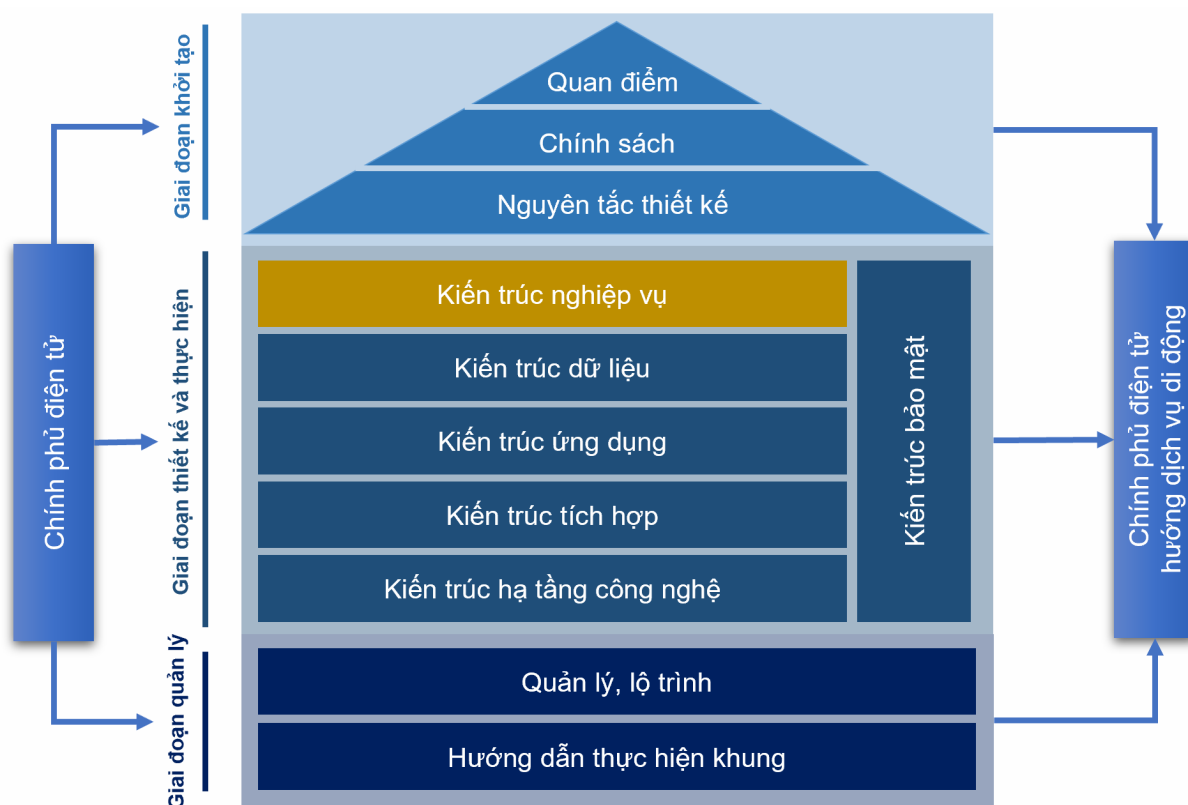 Chính phủ điện tử
Giai đoạn khởi tạo
Quan điểm
Chính sách
Nguyên tắc thiết kế
Giai đoạn thiết kế và thực hiện
Kiến trúc nghiệp vụ
Kiến trúc dữ liệu
Kiến trúc ứng dụng
Kiến trúc tích hợp
Kiến trúc hạ tầng công nghệ
Kiến trúc bảo mật
Giai đoạn quản lý
Quản lý, lộ trình
Hướng dẫn thực hiện khung
Chính phủ điện tử
hướng dịch vụ di động